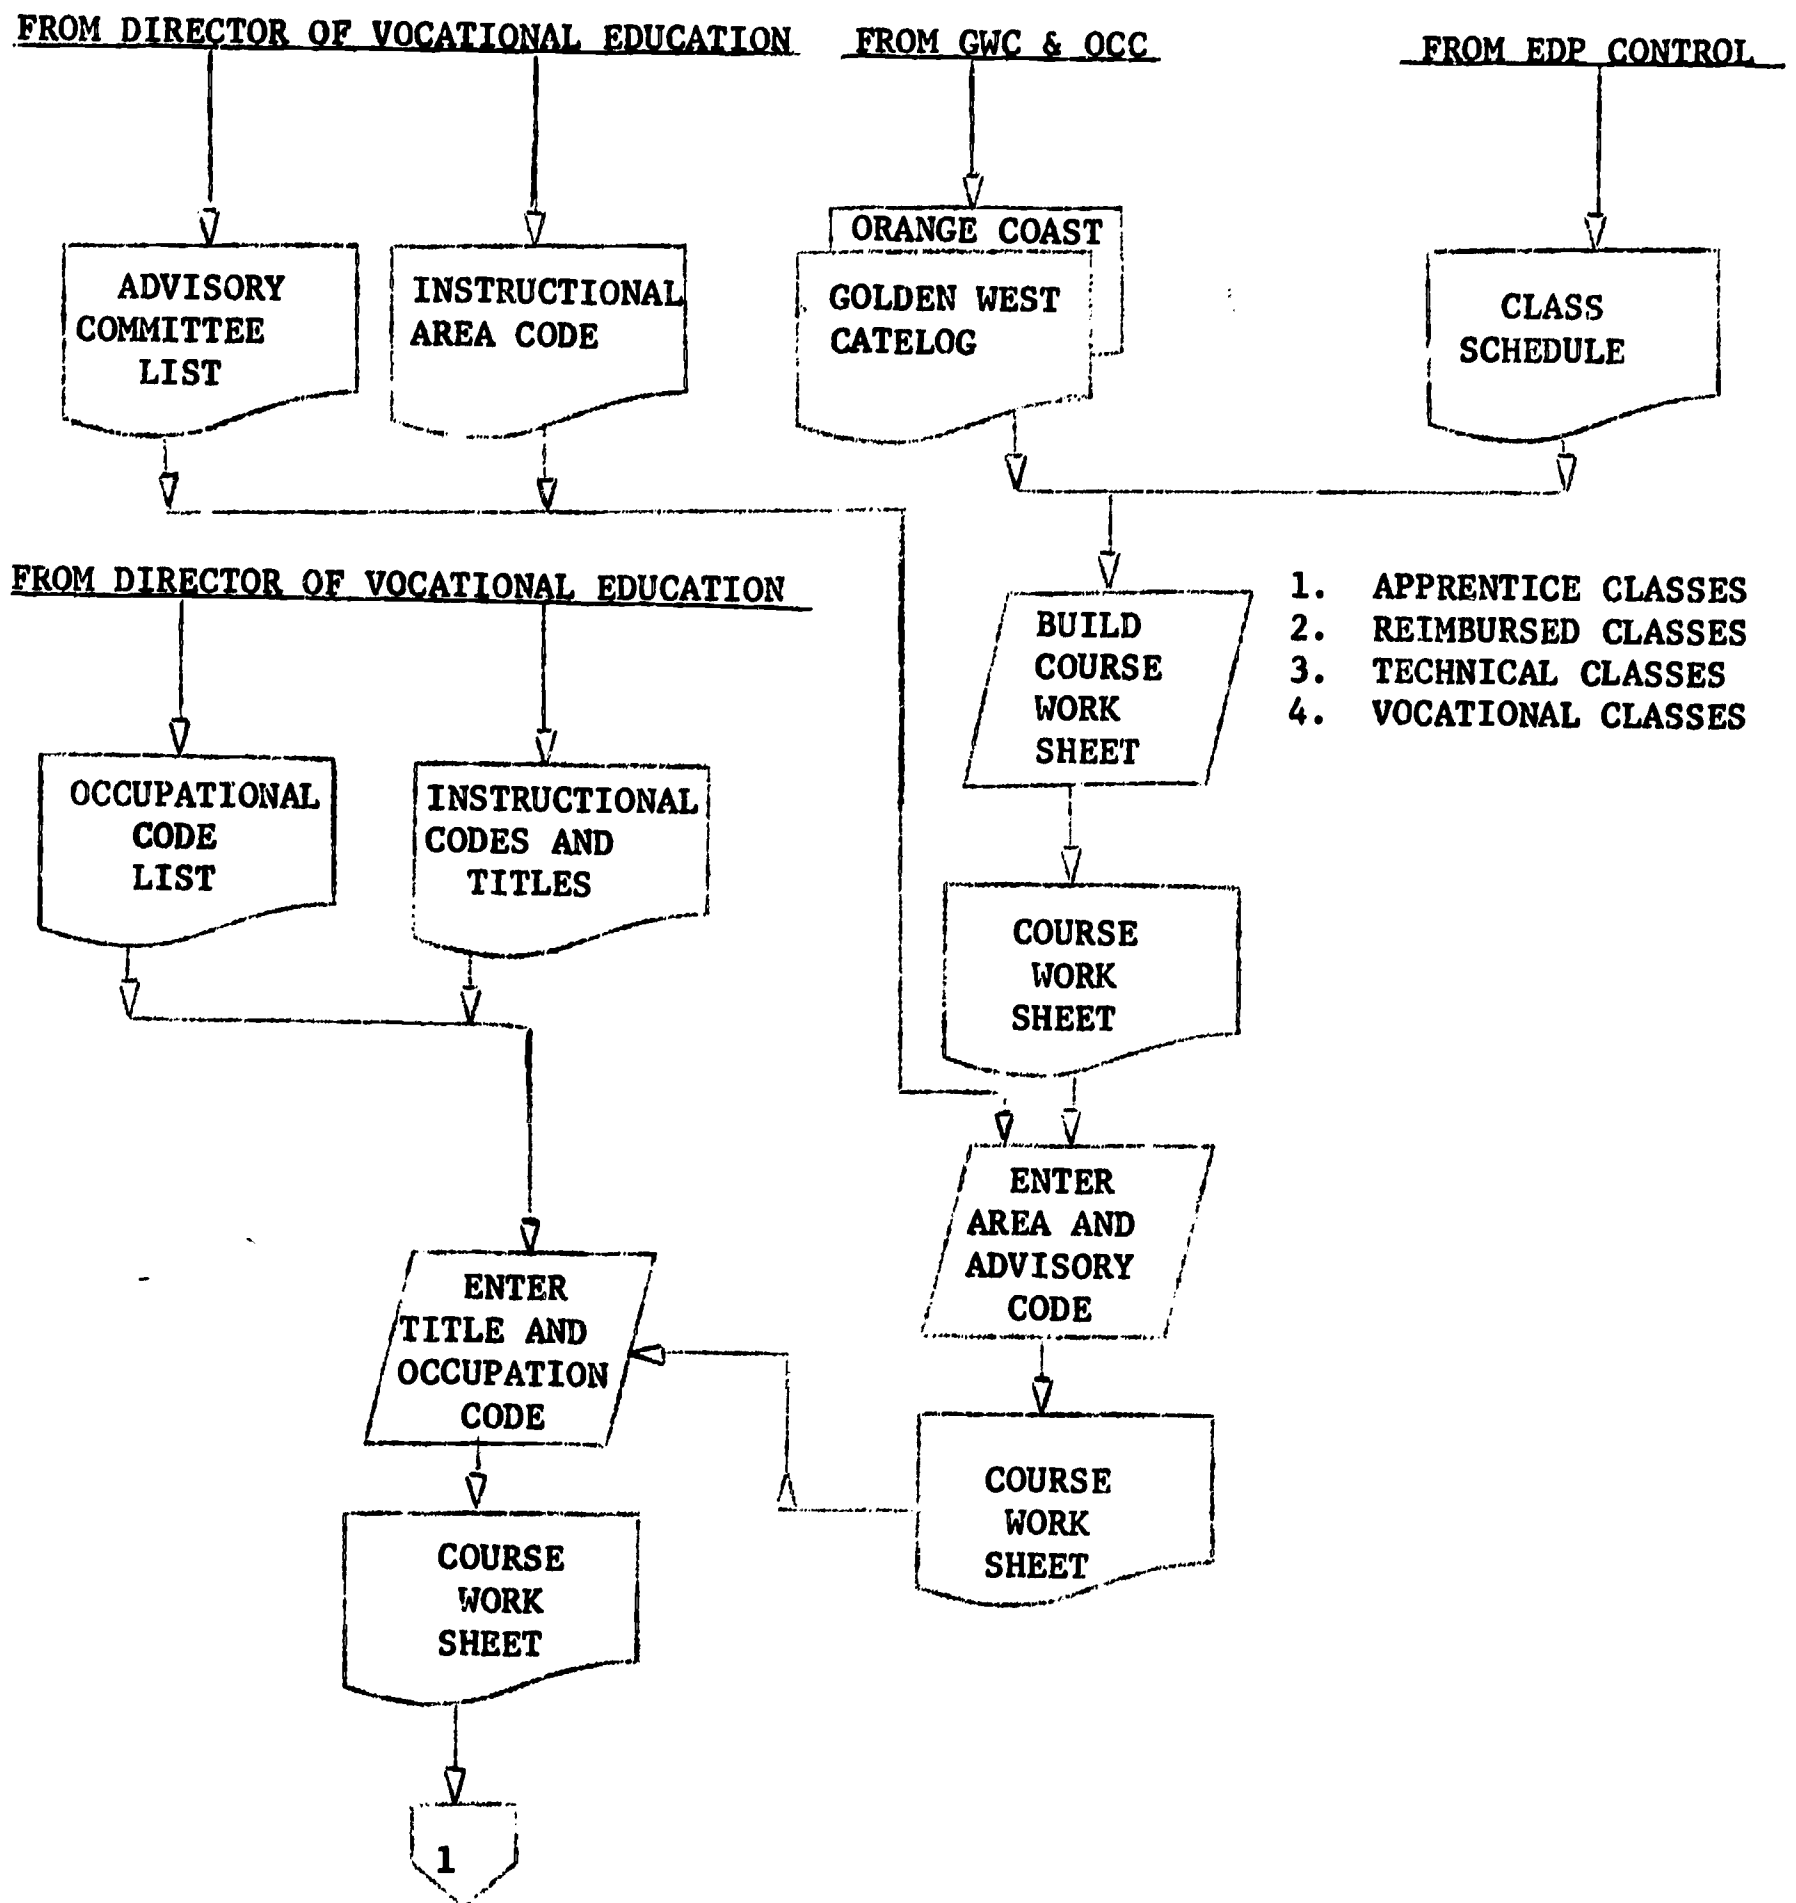 FROM DIRECTOR OF VOCATIONAL EDUCATION
FROM GWC & OCC
FROM EDP CONTROL
ADVISORY
COMMITTEE
LIST
INSTRUCTIONAL
AREA CODE
ORANGE COAST
GOLDEN WEST
CATELOG
CLASS
SCHEDULE
FROM DIRECTOR OF VOCATIONAL EDUCATION
BUILD
COURSE
WORK
SHEET
1. APPRENTICE CLASSES
2. REIMBURSED CLASSES
3. TECHNICAL CLASSES
4. VOCATIONAL CLASSES
OCCUPATIONAL
CODE
LIST
INSTRUCTIONAL
CODES AND
TITLES
COURSE
WORK
SHEET
ENTER
AREA AND
ADVISORY
CODE
ENTER
TITLE AND
OCCUPATION
CODE
COURSE
WORK
SHEET
COURSE
WORK
SHEET
1